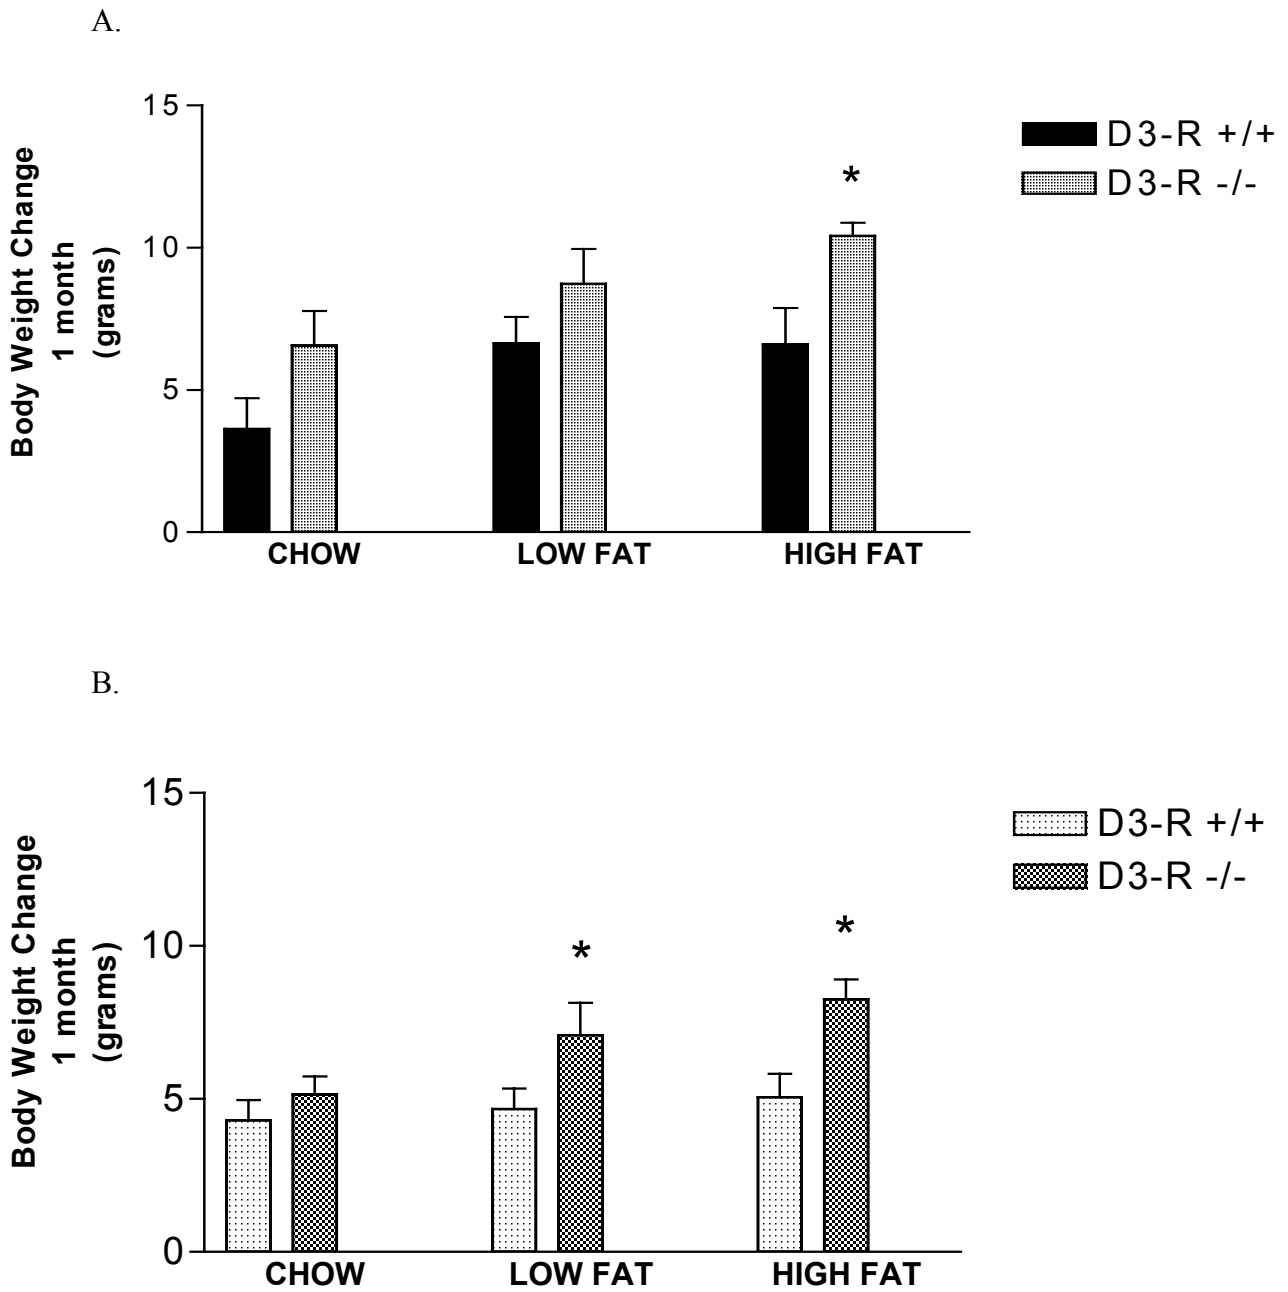 A.
Body Weight Change
1 month
(grams)
15
10
5
0
*
CHOW
LOW FAT
HIGH FAT
D3-R +/+
D3-R -/-
B.
Body Weight Change
1 month
(grams)
15
10
5
0
*
*
CHOW
LOW FAT
HIGH FAT
D3-R +/+
D3-R -/-